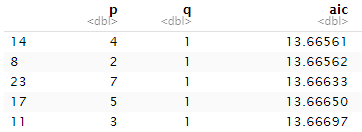 p q aic
<dbl> <dbl> <dbl>
14 4 1 13.66561
8 2 1 13.66562
23 7 1 13.66633
17 5 1 13.66650
11 3 1 13.66697